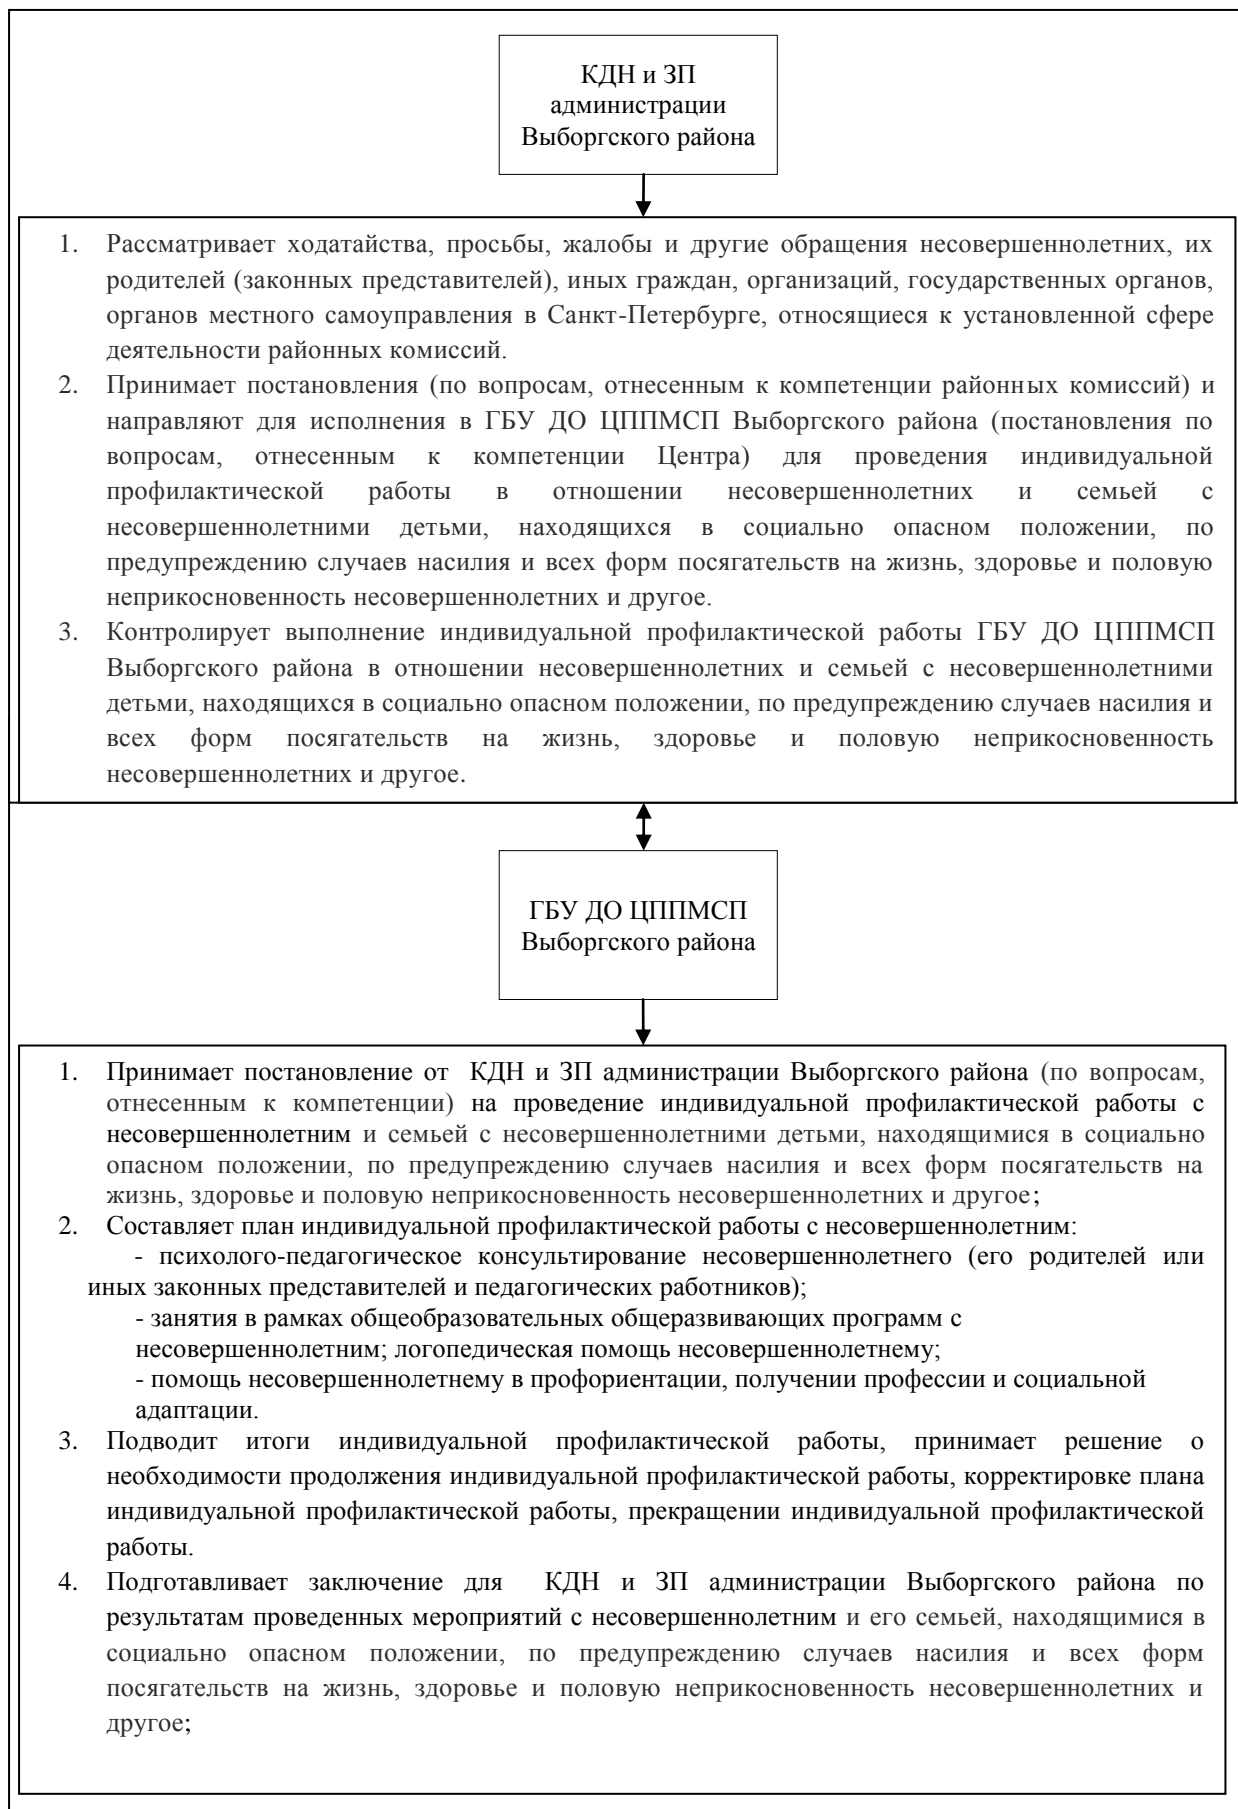 КДН и ЗП
администрации
Выборгского района
1. Рассматривает ходатайства, просьбы, жалобы и другие обращения несовершеннолетних, их
родителей (законных представителей), иных граждан, организаций, государственных органов,
органов местного самоуправления в Санкт-Петербурге, относящиеся к установленной сфере
деятельности районных комиссий.
2. Принимает постановления (по вопросам, отнесенным к компетенции районных комиссий) и
направляют для исполнения в ГБУ ДО ЦППМСП Выборгского района (постановления по
вопросам, отнесенным к компетенции Центра) для проведения индивидуальной
профилактической работы в отношении несовершеннолетних и семьей с
несовершеннолетними детьми, находящихся в социально опасном положении, по
предупреждению случаев насилия и всех форм посягательств на жизнь, здоровье и половую
неприкосновенность несовершеннолетних и другое.
3. Контролирует выполнение индивидуальной профилактической работы ГБУ ДО ЦППМСП
Выборгского района в отношении несовершеннолетних и семьей с несовершеннолетними
детьми, находящихся в социально опасном положении, по предупреждению случаев насилия и
всех форм посягательств на жизнь, здоровье и половую неприкосновенность
несовершеннолетних и другое.
ГБУ ДО ЦППМСП
Выборгского района
1. Принимает постановление от КДН и ЗП администрации Выборгского района (по вопросам,
отнесенным к компетенции) на проведение индивидуальной профилактической работы с
несовершеннолетним и семьей с несовершеннолетними детьми, находящимися в социально
опасном положении, по предупреждению случаев насилия и всех форм посягательств на
жизнь, здоровье и половую неприкосновенность несовершеннолетних и другое;
2. Составляет план индивидуальной профилактической работы с несовершеннолетним:
- психолого-педагогическое консультирование несовершеннолетнего (его родителей или
иных законных представителей и педагогических работников);
- занятия в рамках общеобразовательных общеразвивающих программ с
несовершеннолетним; логопедическая помощь несовершеннолетнему;
- помощь несовершеннолетнему в профориентации, получении профессии и социальной
адаптации.
3. Подводит итоги индивидуальной профилактической работы, принимает решение о
необходимости продолжения индивидуальной профилактической работы, корректировке плана
индивидуальной профилактической работы, прекращении индивидуальной профилактической
работы.
4. Подготавливает заключение для КДН и ЗП администрации Выборгского района по
результатам проведенных мероприятий с несовершеннолетним и его семьей, находящимися в
социально опасном положении, по предупреждению случаев насилия и всех форм
посягательств на жизнь, здоровье и половую неприкосновенность несовершеннолетних и
другое;